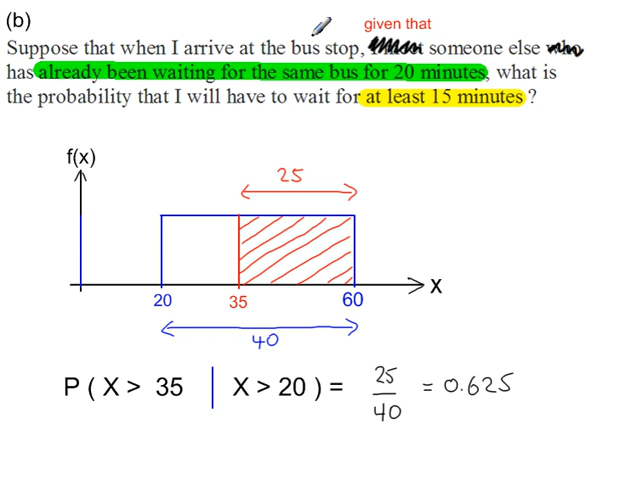 (b)
given that
Suppose that when I arrive at the bus stop, someone else
has already been waiting for the same bus for 20 minutes, what is
the probability that I will have to wait for at least 15 minutes ?
f(x)
25
20
35
60
X
40
P ( X > 35 | X > 20 ) = 25/40 = 0.625